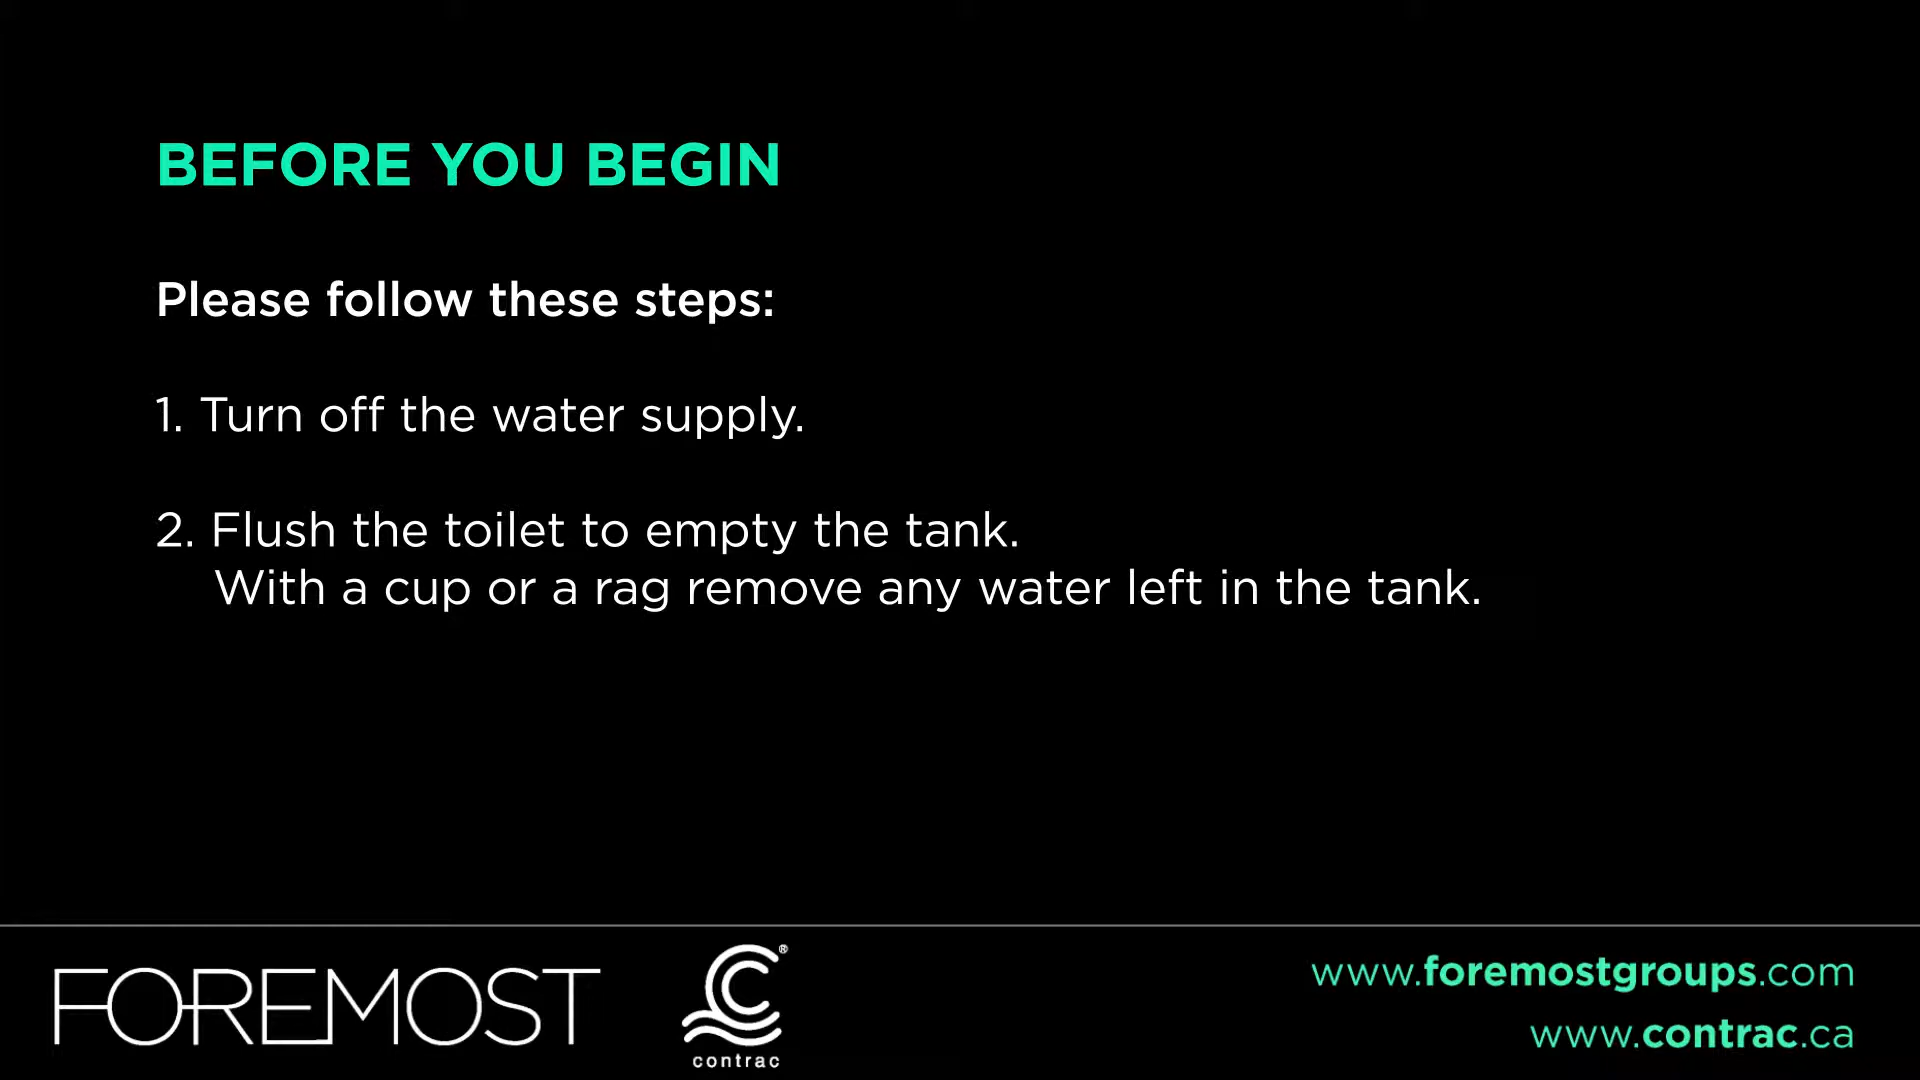 BEFORE YOU BEGIN
Please follow these steps:
1. Turn off the water supply.
2. Flush the toilet to empty the tank.
With a cup or a rag remove any water left in the tank.
FOREMOST
®
contrac
www.foremostgroups.com
www.contrac.ca